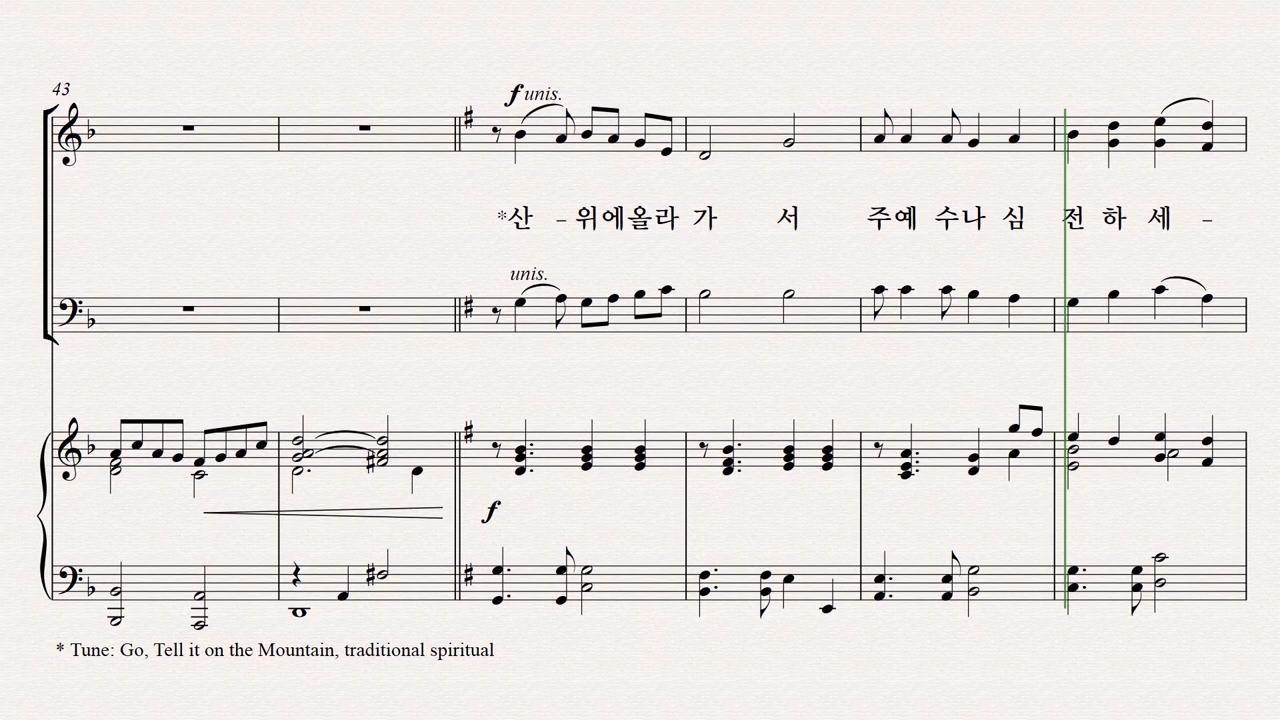 43
f unis.
*산 - 위에올라 가 서 주예 수나 심 전 하 세 -
unis.
f
* Tune: Go, Tell it on the Mountain, traditional spiritual